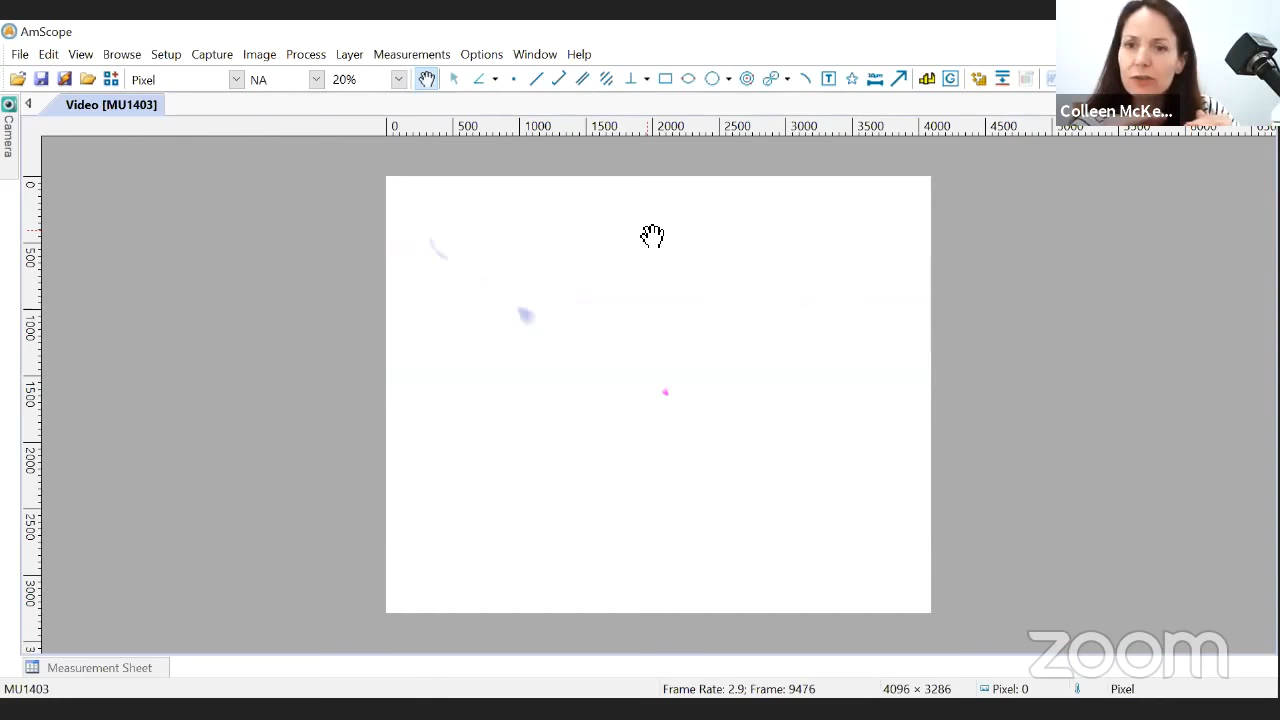 AmScope
File Edit View Browse Setup Capture Image Process Layer Measurements Options Window Help
Pixel NA 20%
Colleen McKe...
Video [MU1403]
Camera
0 500 1000 1500 2000 2500 3000 3500 4000 4500 5000
0
500
1000
1500
2000
2500
3000
3
Measurement Sheet
zoom
MU1403 Frame Rate: 2.9; Frame: 9476 4096 × 3286 Pixel: 0 Pixel